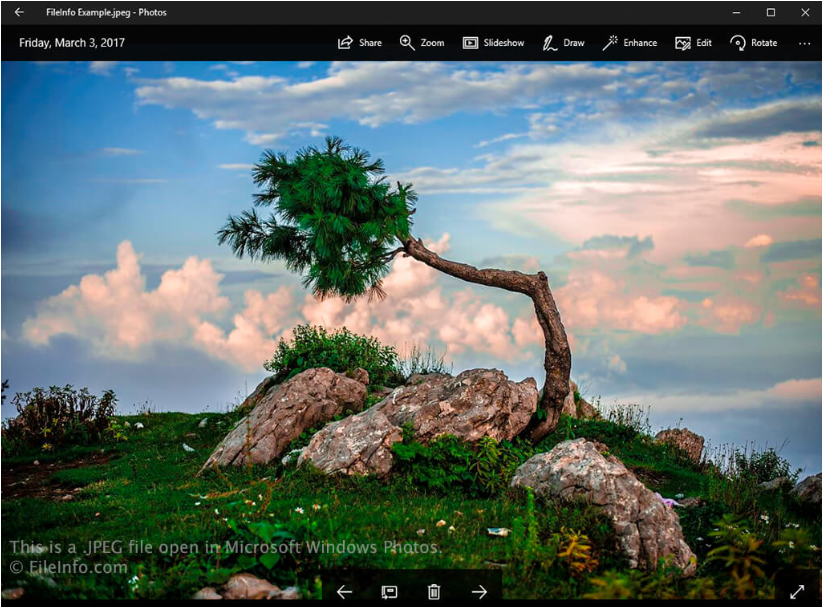 FileInfo Example.jpeg - Photos
Friday, March 3, 2017 Share Zoom Slideshow Draw Enhance Edit Rotate ...
This is a .JPEG file open in Microsoft Windows Photos.
© FileInfo.com